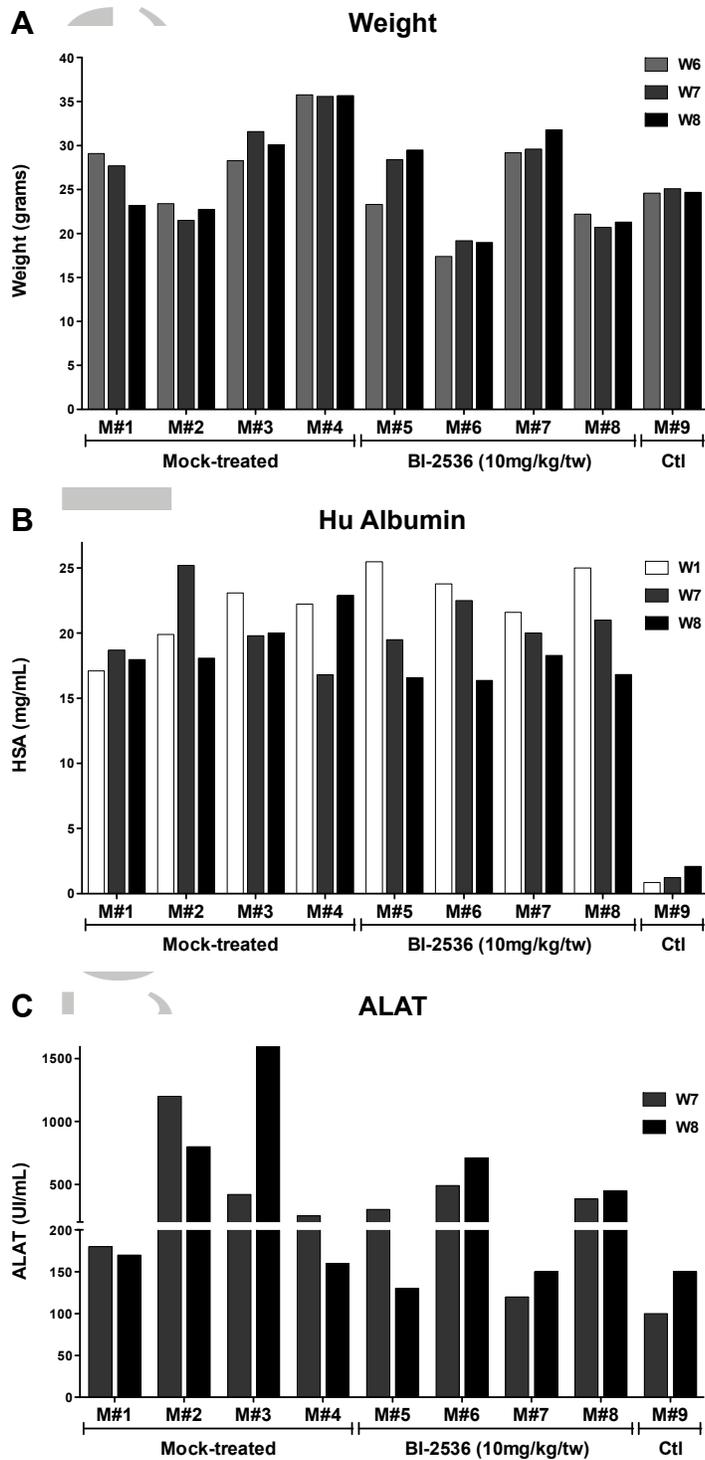 A
Weight
W6
W7
W8
Weight (grams)
40
35
30
25
20
15
10
5
0
M#1 M#2 M#3 M#4 M#5 M#6 M#7 M#8 M#9
Mock-treated BI-2536 (10mg/kg/tw) Ctl
B
Hu Albumin
W1
W7
W8
HSA (mg/mL)
25
20
15
10
5
0
M#1 M#2 M#3 M#4 M#5 M#6 M#7 M#8 M#9
Mock-treated BI-2536 (10mg/kg/tw) Ctl
C
ALAT
W7
W8
ALAT (UI/mL)
1500
1000
500
200
150
100
50
0
M#1 M#2 M#3 M#4 M#5 M#6 M#7 M#8 M#9
Mock-treated BI-2536 (10mg/kg/tw) Ctl